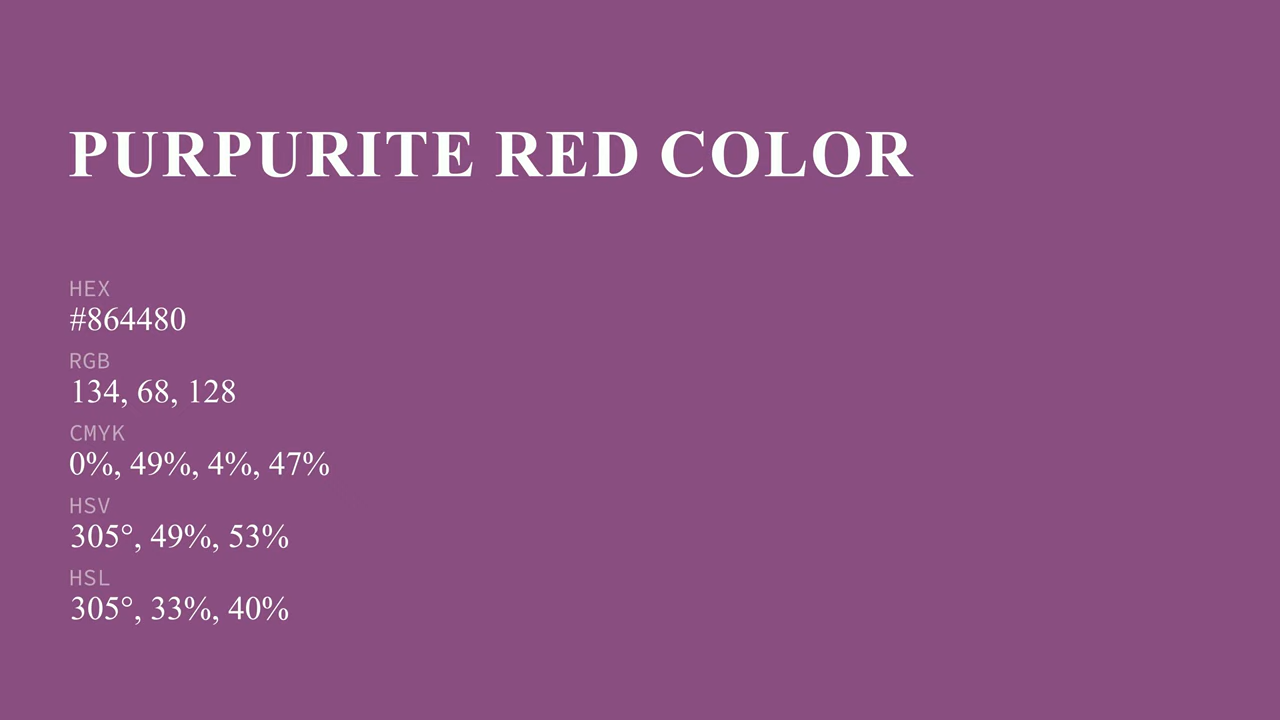 PURPURITE RED COLOR
HEX
#864480
RGB
134, 68, 128
CMYK
0%, 49%, 4%, 47%
HSV
305°, 49%, 53%
HSL
305°, 33%, 40%